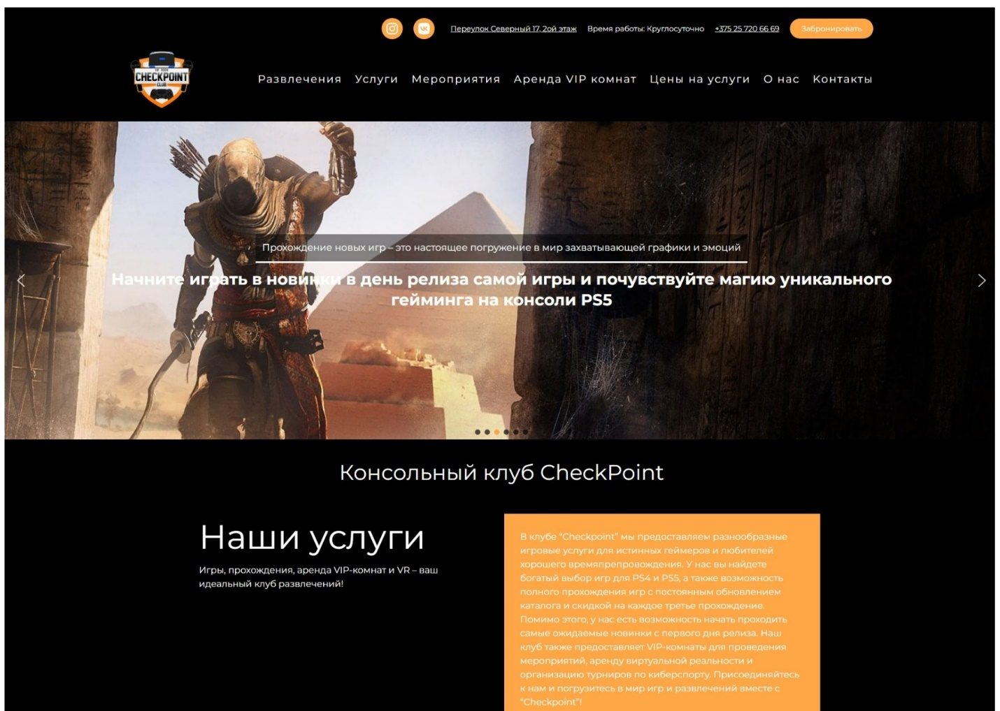 Переулок Северный 17, 2ой этаж Время работы: Круглосуточно +375 25 720 66 69 Забронировать
CHECKPOINT
CLUB
Развлечения Услуги Мероприятия Аренда VIP комнат Цены на услуги О нас Контакты
Прохождение новых игр – это настоящее погружение в мир захватывающей графики и эмоций
Начните играть в новинки в день релиза самой игры и почувствуйте магию уникального
гейминга на консоли PS5
Консольный клуб CheckPoint
Наши услуги
Игры, прохождения, аренда VIP-комнат и VR – ваш
идеальный клуб развлечений!
В клубе “Checkpoint” мы предоставляем разнообразные
игровые услуги для истинных геймеров и любителей
хорошего времяпрепровождения. У нас вы найдете
богатый выбор игр для PS4 и PS5, а также возможность
полного прохождения игр с постоянным обновлением
каталога и скидкой на каждое третье прохождение.
Помимо этого, у нас есть возможность начать проходить
самые ожидаемые новинки с первого дня релиза. Наш
клуб также предоставляет VIP-комнаты для проведения
мероприятий, аренду виртуальной реальности и
организацию турниров по киберспорту. Присоединяйтесь
к нам и погрузитесь в мир игр и развлечений вместе с
“Checkpoint”!